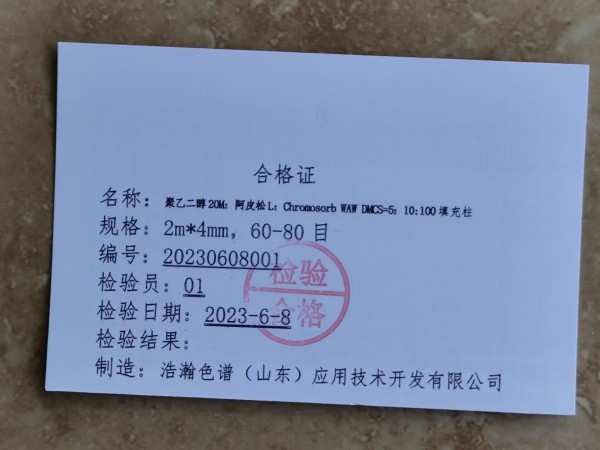 合格证
名称：聚乙二醇20M：阿皮松L：Chromosorb WAW DMCS=5：10:100填充柱
规格：2m*4mm，60-80目
编号：20230608001
检验员：01
检验日期：2023-6-8
检验结果：
检验
合格
制造：浩瀚色谱（山东）应用技术开发有限公司